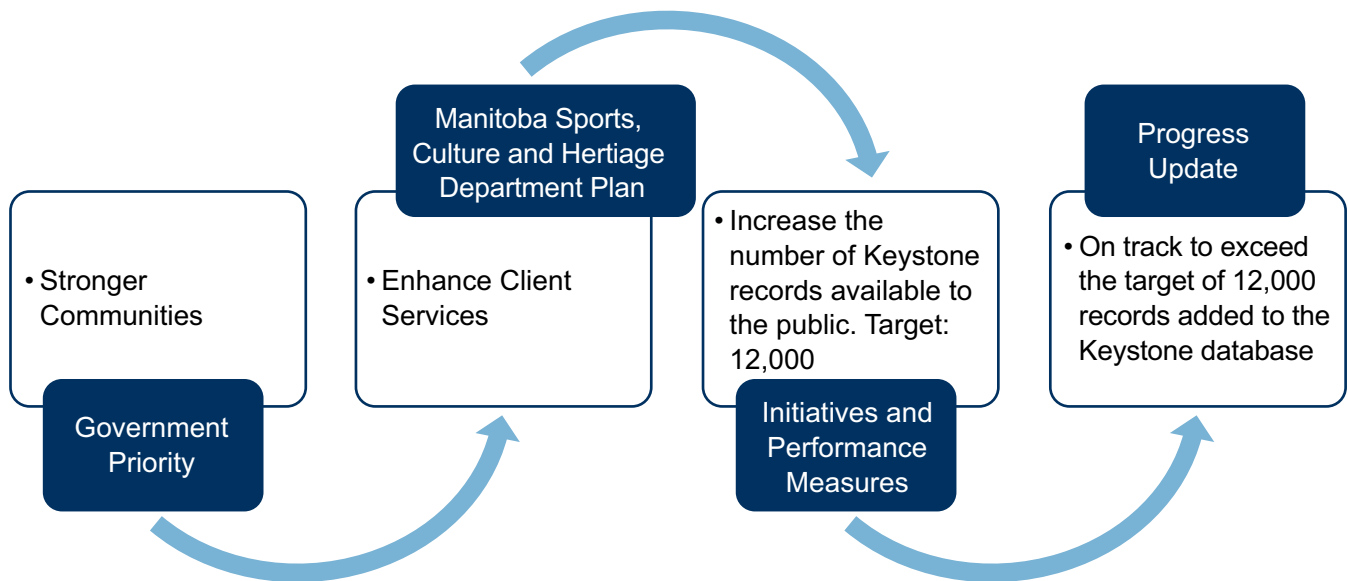 • Stronger
Communities
Government
Priority
Manitoba Sports,
Culture and Hertiage
Department Plan
• Enhance Client
Services
• Increase the
number of Keystone
records available to
the public. Target:
12,000
Initiatives and
Performance
Measures
Progress
Update
• On track to exceed
the target of 12,000
records added to the
Keystone database